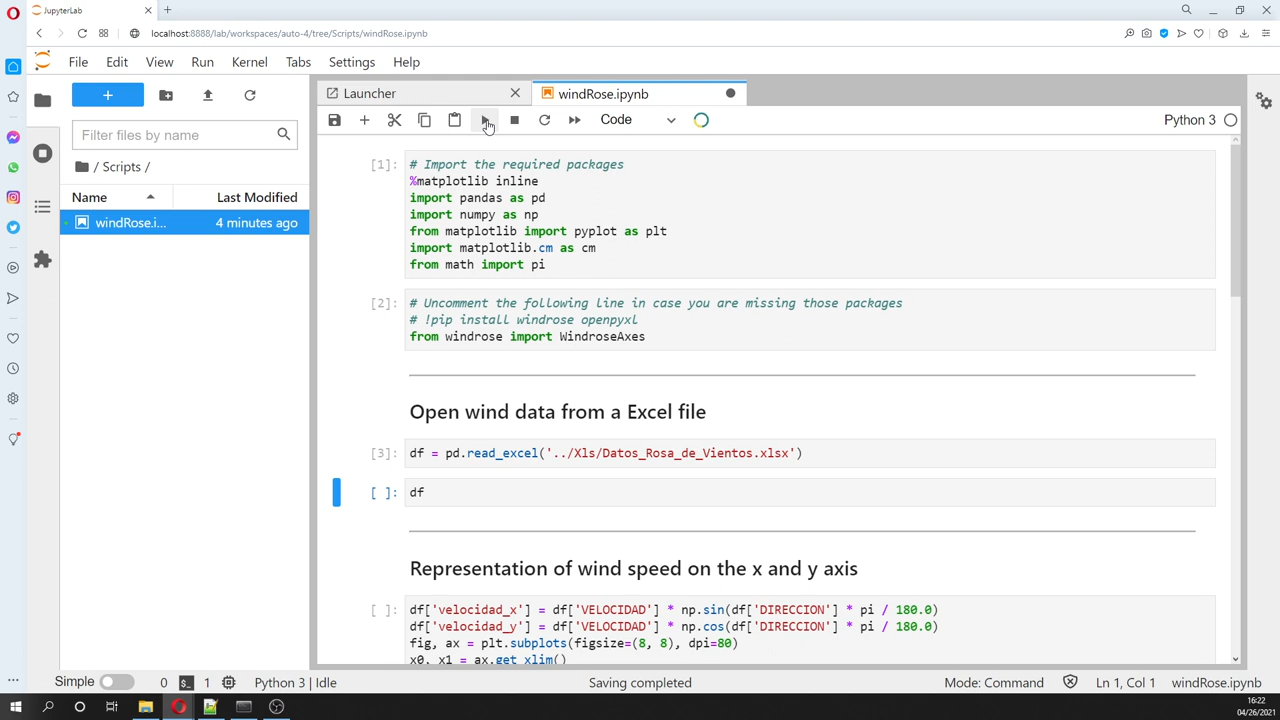 JupyterLab
localhost:8888/lab/workspaces/auto-4/tree/Scripts/windRose.ipynb
File Edit View Run Kernel Tabs Settings Help
Launcher
windRose.ipynb
Code
Python 3
Filter files by name
/ Scripts /
Name
Last Modified
windRose.i...
4 minutes ago
[1]:
# Import the required packages
%matplotlib inline
import pandas as pd
import numpy as np
from matplotlib import pyplot as plt
import matplotlib.cm as cm
from math import pi
[2]:
# Uncomment the following line in case you are missing those packages
# !pip install windrose openpyxl
from windrose import WindroseAxes
Open wind data from a Excel file
[3]:
df = pd.read_excel('../Xls/Datos_Rosa_de_Vientos.xlsx')
[ ]:
df
Representation of wind speed on the x and y axis
[ ]:
df['velocidad_x'] = df['VELOCIDAD'] * np.sin(df['DIRECCION'] * pi / 180.0)
df['velocidad_y'] = df['VELOCIDAD'] * np.cos(df['DIRECCION'] * pi / 180.0)
fig, ax = plt.subplots(figsize=(8, 8), dpi=80)
x0, x1 = ax.get_xlim()
Simple
0
1
Python 3 | Idle
Saving completed
Mode: Command
Ln 1, Col 1
windRose.ipynb
16:22
04/26/2021